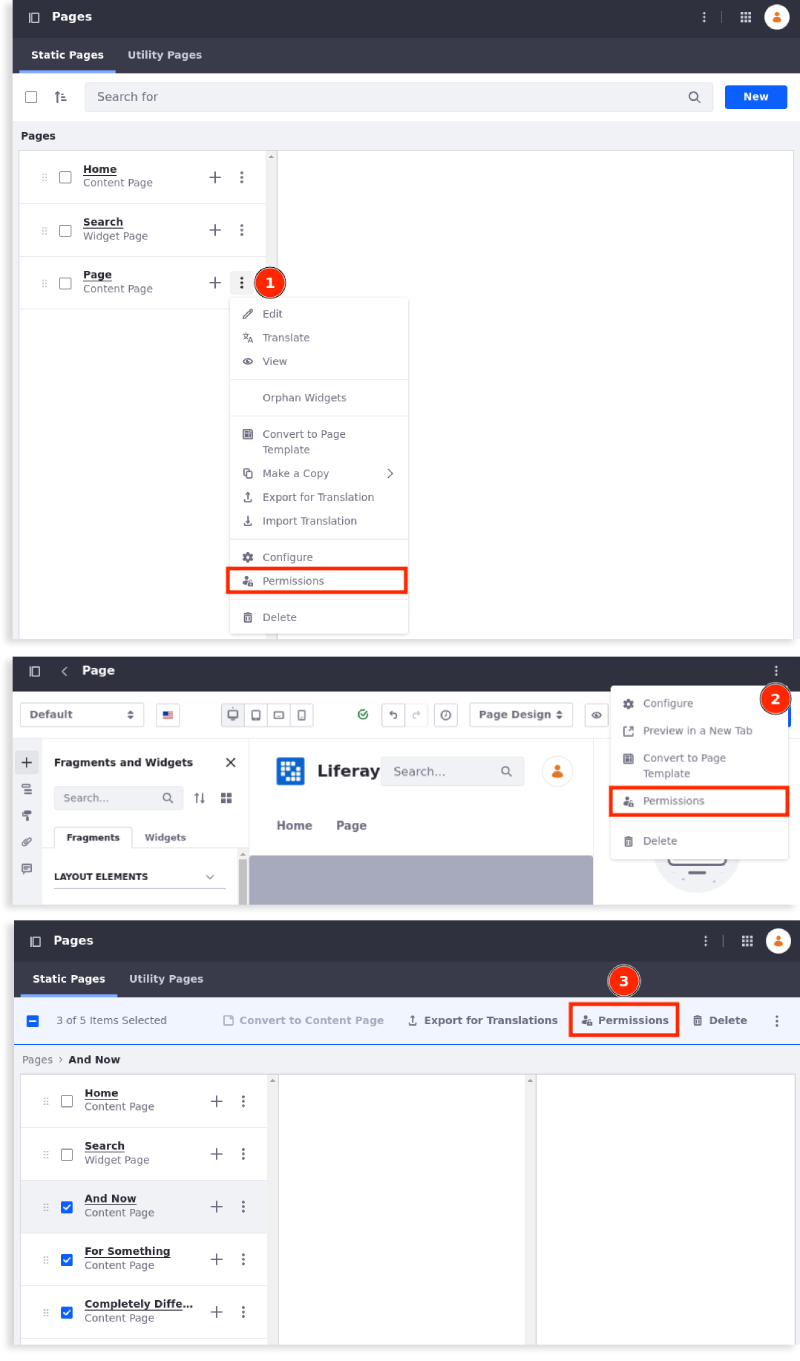 Pages
Static Pages Utility Pages
Search for New
Pages
Home
Content Page
Search
Widget Page
Page
Content Page
1
Edit
Translate
View
Orphan Widgets
Convert to Page
Template
Make a Copy
Export for Translation
Import Translation
Configure
Permissions
Delete
Page
2
Default Page Design
Configure
Preview in a New Tab
Convert to Page
Template
Permissions
Delete
Fragments and Widgets
Search...
Fragments Widgets
LAYOUT ELEMENTS
Liferay Search...
Home Page
Pages
Static Pages Utility Pages
3
3 of 5 Items Selected Convert to Content Page Export for Translations Permissions Delete
Pages > And Now
Home
Content Page
Search
Widget Page
And Now
Content Page
For Something
Content Page
Completely Diffe...
Content Page